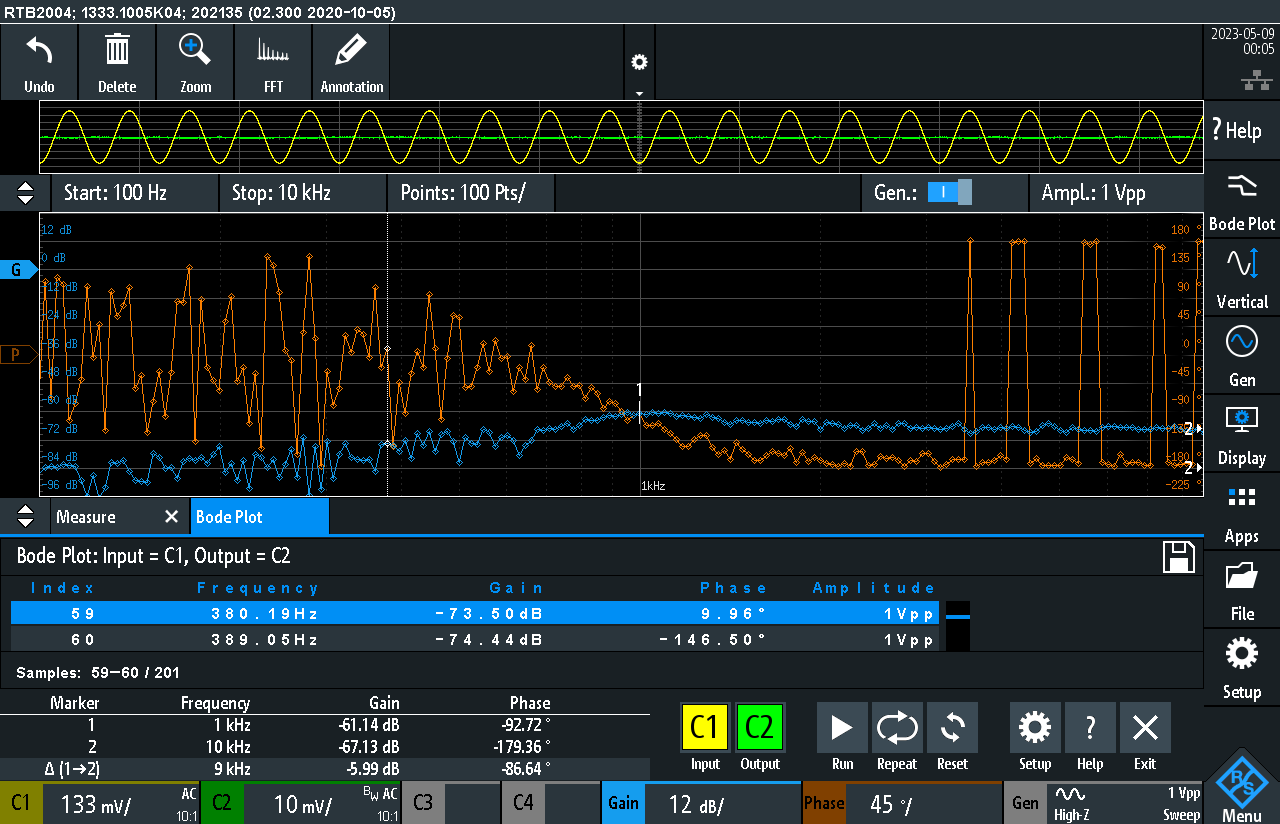 RTB2004; 1333.1005K04; 202135 (02.300 2020-10-05)
2023-05-09
00:05
Undo Delete Zoom FFT Annotation
? Help
Start: 100 Hz Stop: 10 kHz Points: 100 Pts/ Gen.: I Ampl.: 1 Vpp
Bode Plot
Vertical
Gen
Display
Apps
File
Setup
Menu
12 dB
0 dB
-12 dB
-24 dB
-36 dB
-48 dB
-60 dB
-72 dB
-84 dB
-96 dB
G
P
1
1kHz
180 °
135 °
90 °
45 °
0 °
-45 °
-90 °
-135 °
-180 °
-225 °
2
2
Measure X Bode Plot
Bode Plot: Input = C1, Output = C2
Index Frequency Gain Phase Amplitude
59 380.19Hz -73.50dB 9.96° 1Vpp
60 389.05Hz -74.44dB -146.50° 1Vpp
Samples: 59-60 / 201
Marker Frequency Gain Phase
1 1 kHz -61.14 dB -92.72 °
2 10 kHz -67.13 dB -179.36 °
Δ (1→2) 9 kHz -5.99 dB -86.64 °
C1 C2
Input Output Run Repeat Reset Setup ? Help Exit
C1 133 mV/ AC 10:1 C2 10 mV/ BW AC 10:1 C3 C4 Gain 12 dB/ Phase 45 °/ Gen High-Z 1 Vpp Sweep
R&S